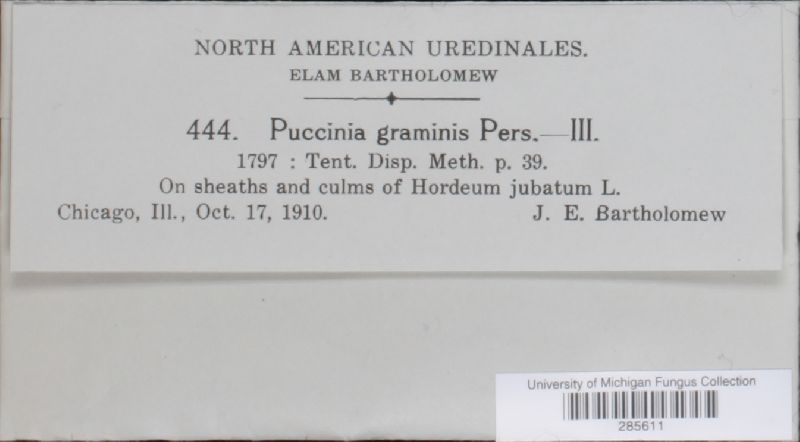 NORTH AMERICAN UREDINALES.
ELAM BARTHOLOMEW
444. Puccinia graminis Pers.—III.
1797 : Tent. Disp. Meth. p. 39.
On sheaths and culms of Hordeum jubatum L.
Chicago, Ill., Oct. 17, 1910. J. E. Bartholomew
University of Michigan Fungus Collection
285611